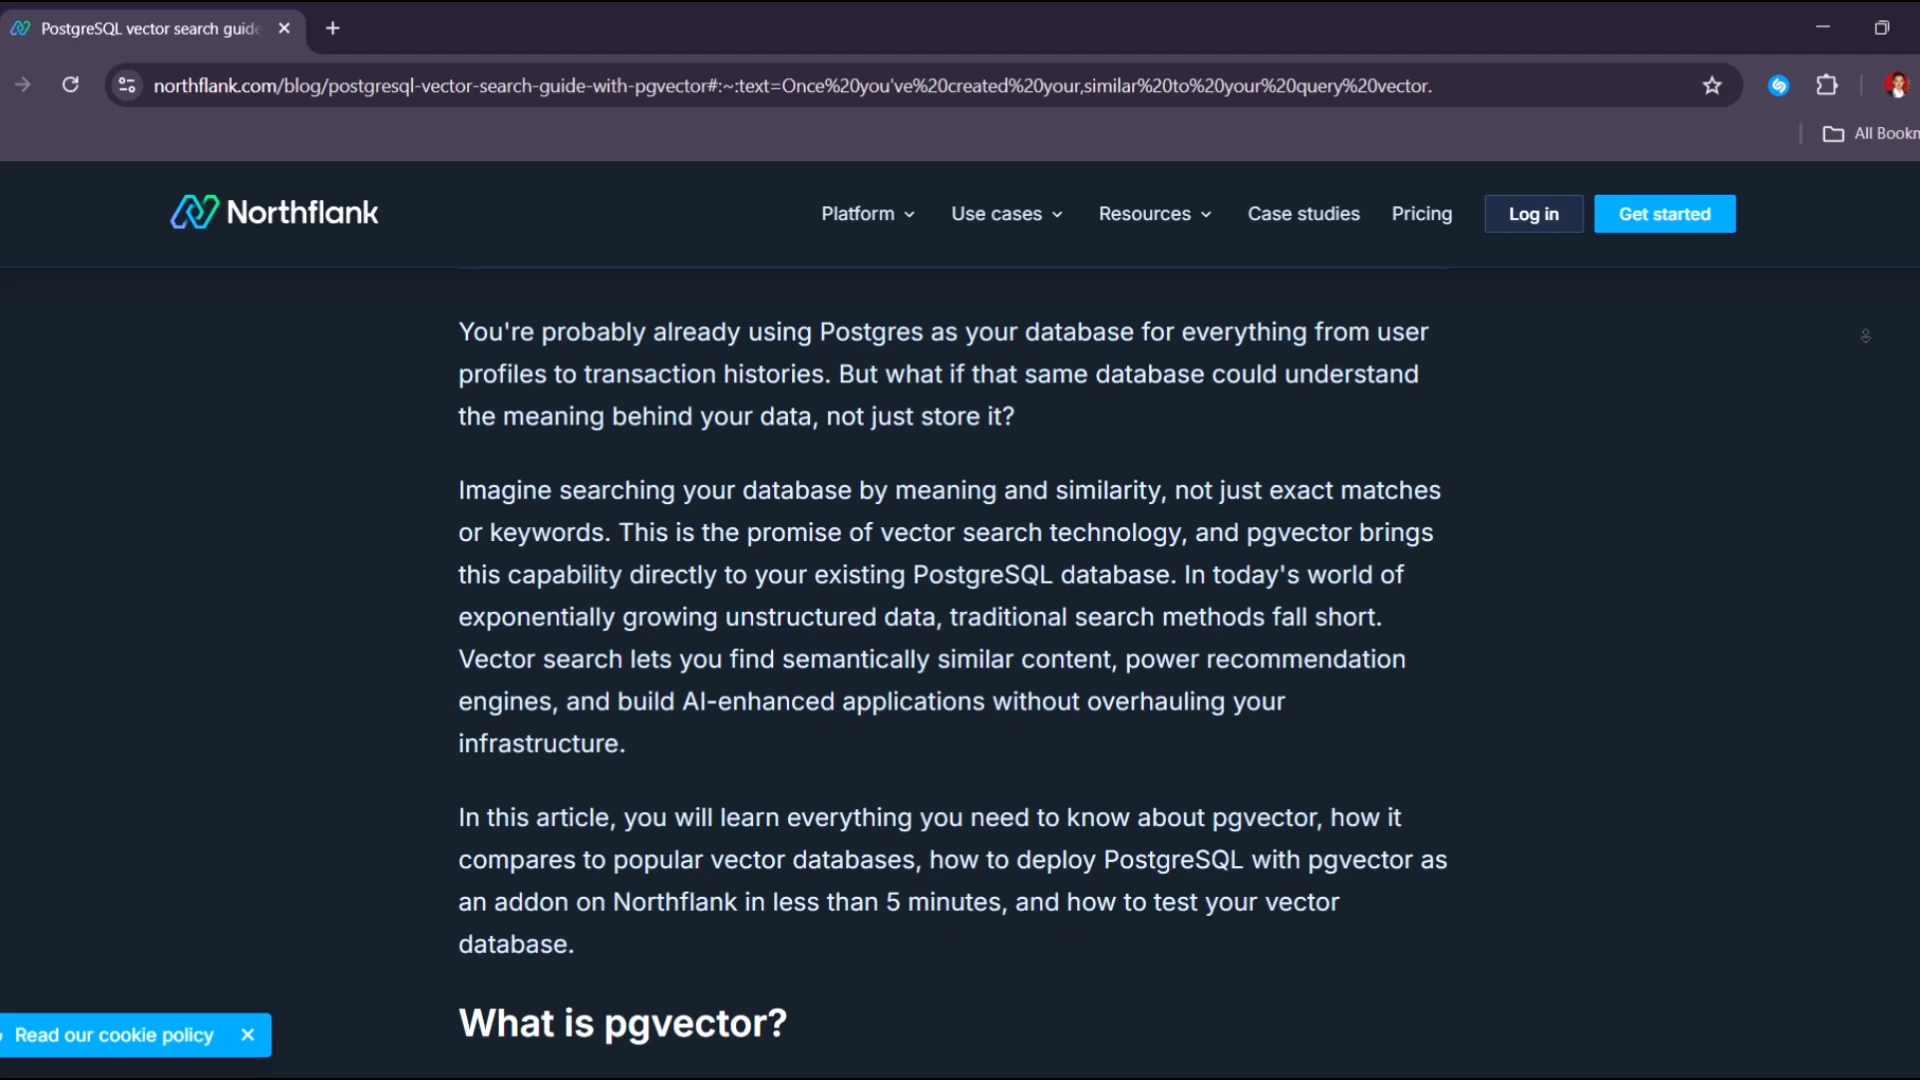 PostgreSQL vector search guide
northflank.com/blog/postgresql-vector-search-guide-with-pgvector#:~:text=Once%20you've%20created%20your,similar%20to%20your%20query%20vector.
All Bookm
Northflank
Platform
Use cases
Resources
Case studies
Pricing
Log in
Get started
You're probably already using Postgres as your database for everything from user
profiles to transaction histories. But what if that same database could understand
the meaning behind your data, not just store it?
Imagine searching your database by meaning and similarity, not just exact matches
or keywords. This is the promise of vector search technology, and pgvector brings
this capability directly to your existing PostgreSQL database. In today's world of
exponentially growing unstructured data, traditional search methods fall short.
Vector search lets you find semantically similar content, power recommendation
engines, and build AI-enhanced applications without overhauling your
infrastructure.
In this article, you will learn everything you need to know about pgvector, how it
compares to popular vector databases, how to deploy PostgreSQL with pgvector as
an addon on Northflank in less than 5 minutes, and how to test your vector
database.
What is pgvector?
Read our cookie policy